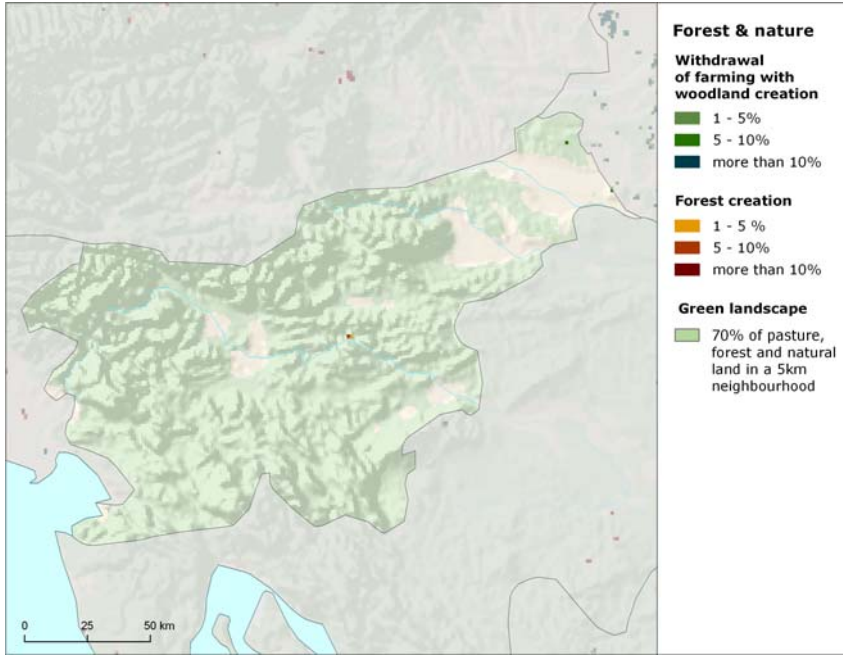 Forest & nature
Withdrawal
of farming with
woodland creation
1 - 5%
5 - 10%
more than 10%
Forest creation
1 - 5 %
5 - 10%
more than 10%
Green landscape
70% of pasture,
forest and natural
land in a 5km
neighbourhood
0 25 50 km